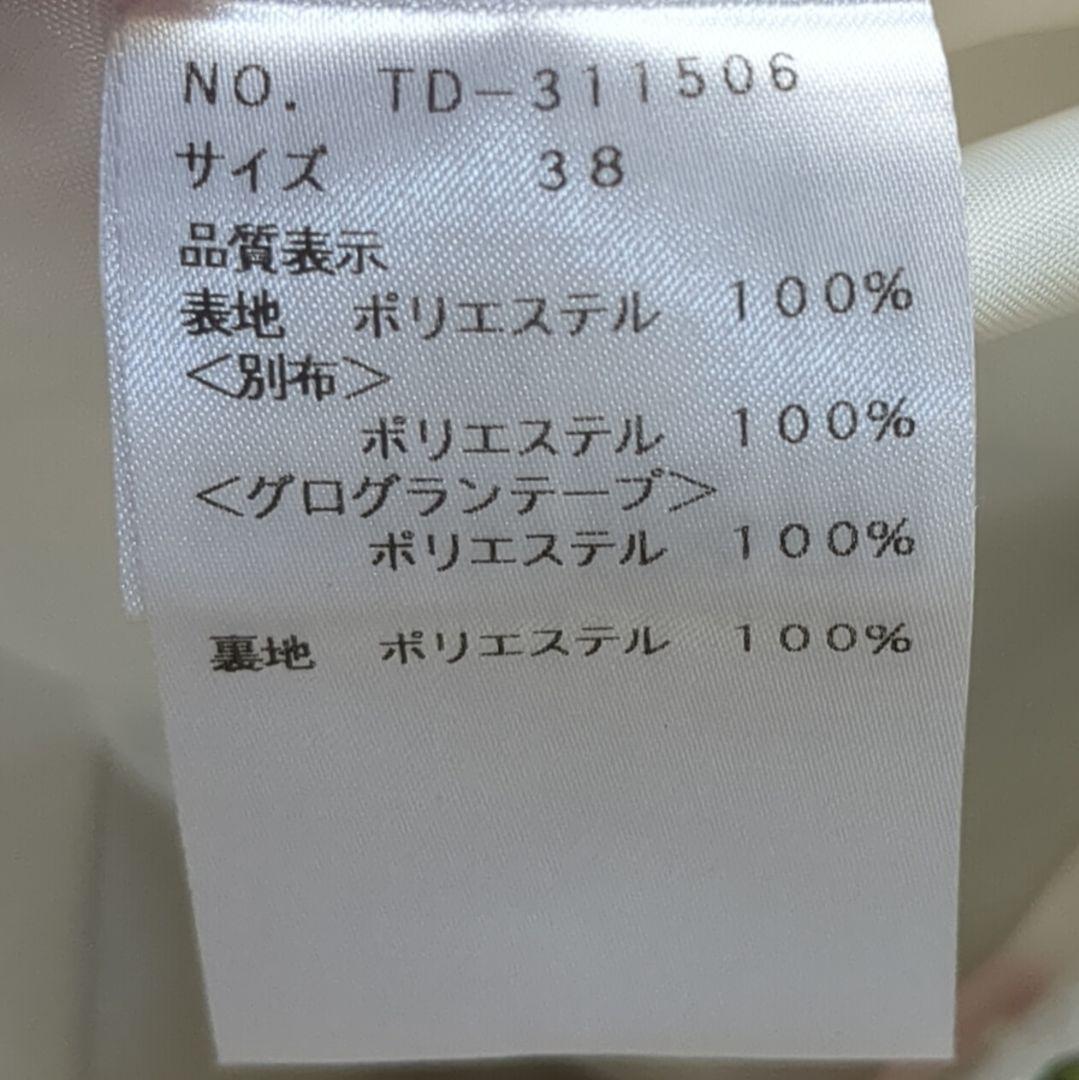 NO. TD-311506
サイズ 38
品質表示
表地 ポリエステル 100%
<別布>
ポリエステル 100%
<グログランテープ>
ポリエステル 100%
裏地 ポリエステル 100%